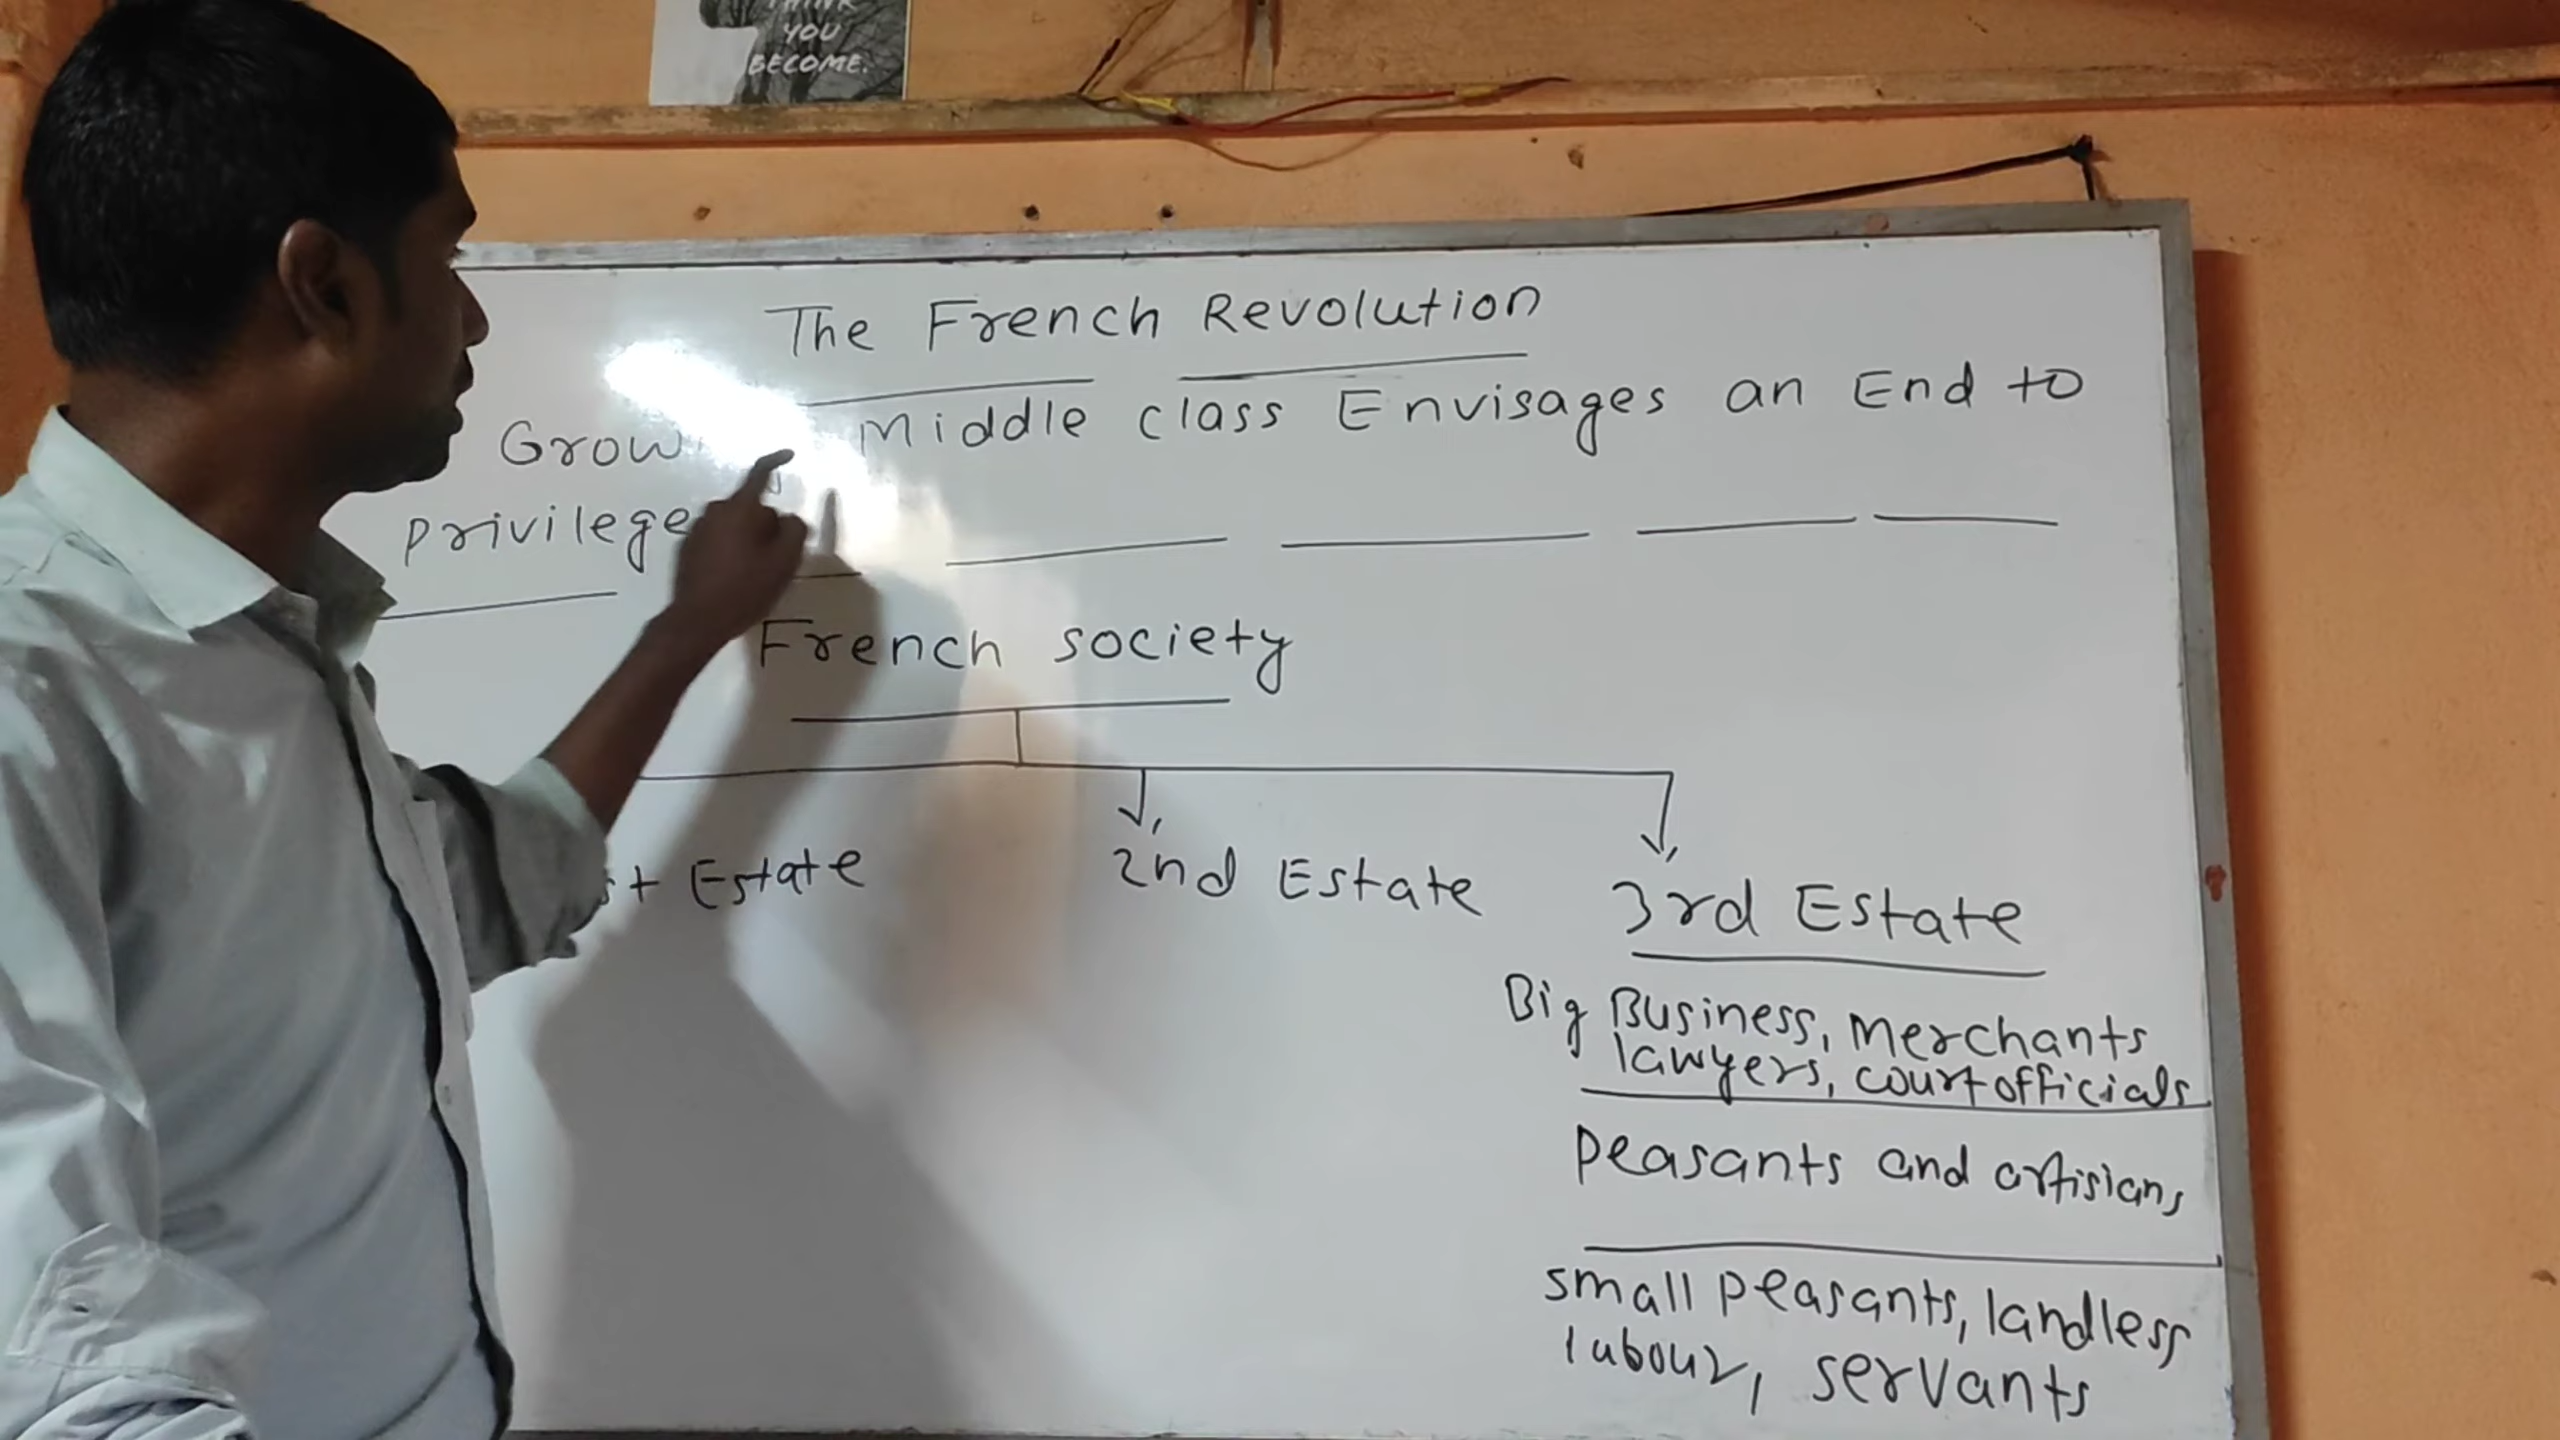 THINK
YOU
BECOME.
The French Revolution
Middle class Envisages an End to
privilege
French society
Estate
2nd Estate
3rd Estate
Big Business, Merchants
lawyers, court officials
peasants and artisians
small peasants, landless
labour, servants